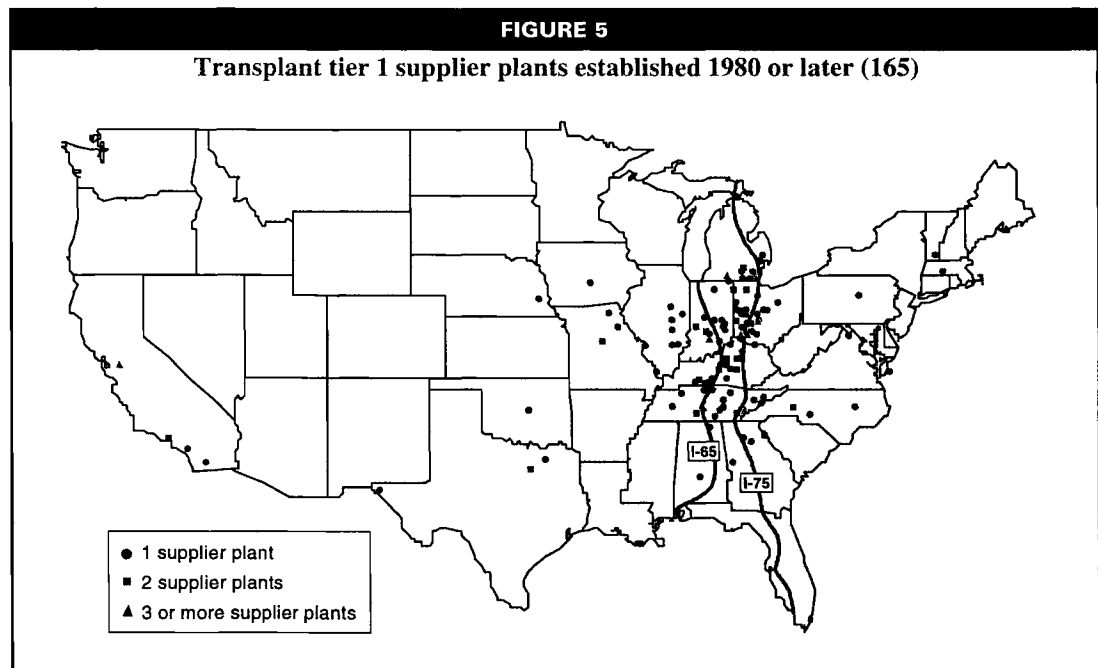 FIGURE 5
Transplant tier 1 supplier plants established 1980 or later (165)
I-65
I-75
1 supplier plant
2 supplier plants
3 or more supplier plants